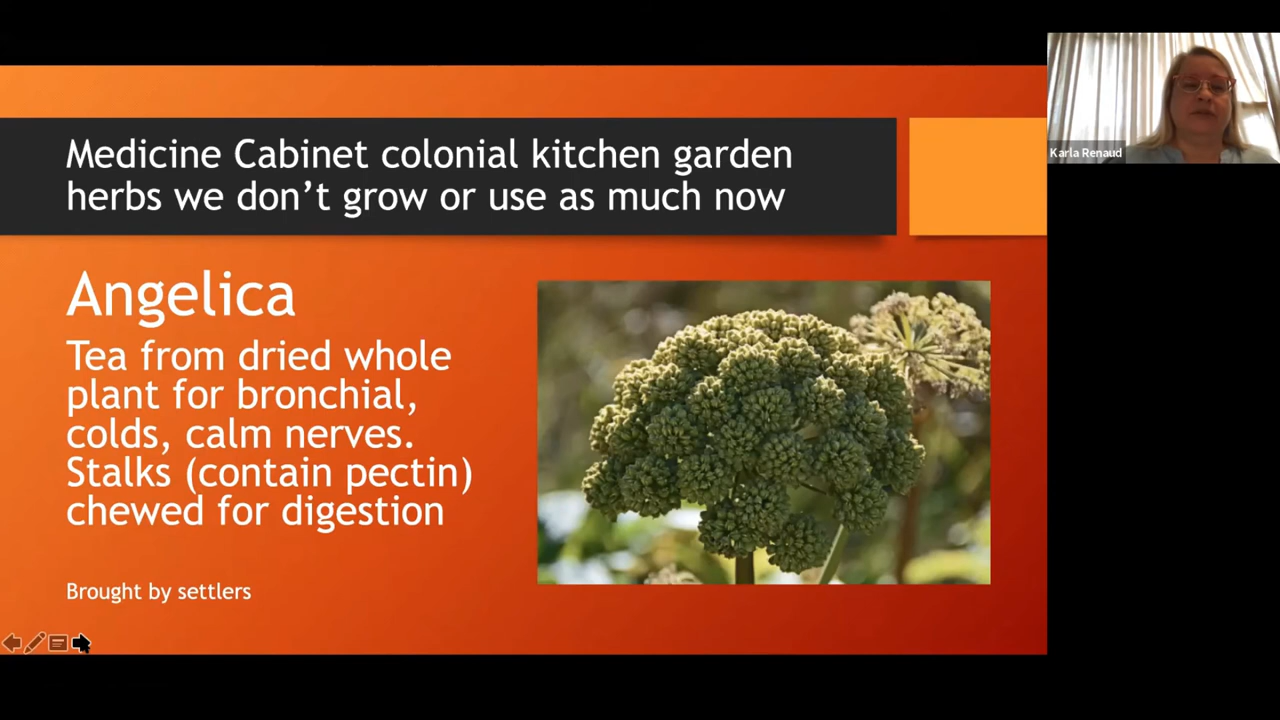 Medicine Cabinet colonial kitchen garden
herbs we don’t grow or use as much now
Angelica
Tea from dried whole
plant for bronchial,
colds, calm nerves.
Stalks (contain pectin)
chewed for digestion
Brought by settlers
Karla Renaud